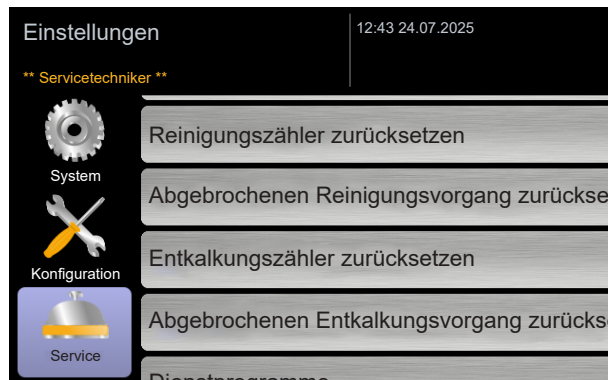 Einstellungen
12:43 24.07.2025
** Servicetechniker **
System
Reinigungszähler zurücksetzen
Abgebrochenen Reinigungsvorgang zurückse
Konfiguration
Entkalkungszähler zurücksetzen
Abgebrochenen Entkalkungsvorgang zurücks
Service
Dienstprogramme